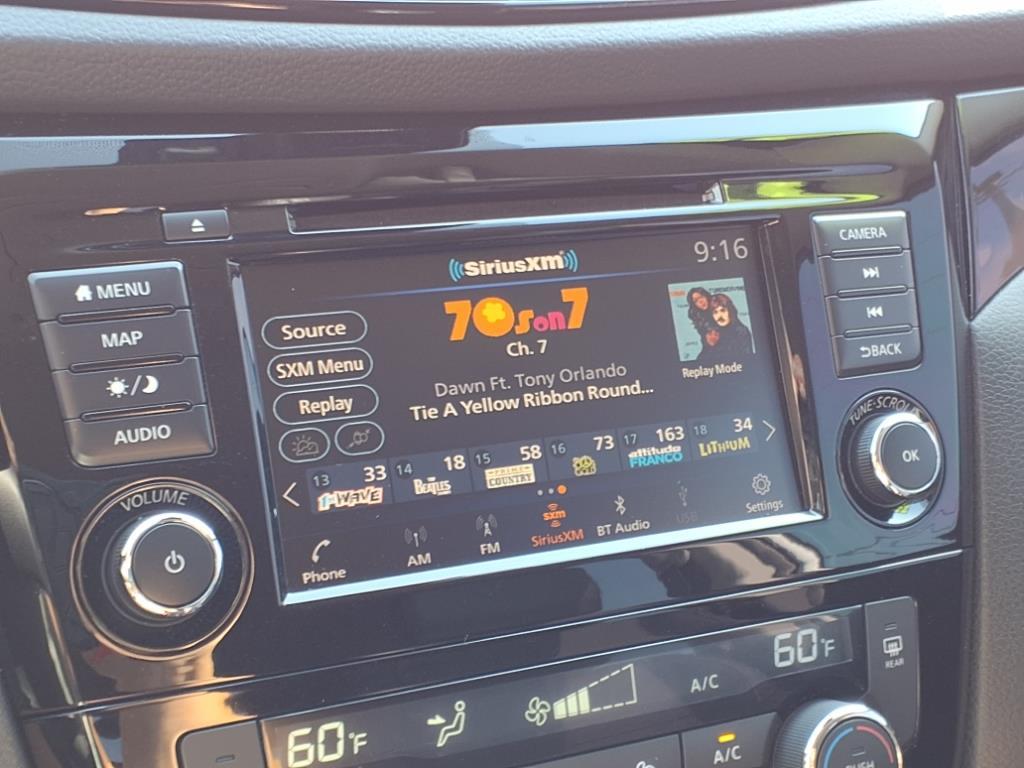 SiriusXM
9:16
CAMERA
MENU
Source
70s on 7
MAP
SXM Menu
Ch. 7
BACK
Replay
Dawn Ft. Tony Orlando
Replay Mode
Tie A Yellow Ribbon Round...
AUDIO
TUNE-SCROLL
OK
13 33 14 18 15 58 16 73 17 163 18 34
1st WAVE The BEATLES PRIME COUNTRY attitude FRANCO LITHIUM
VOLUME
sxm
Phone AM FM SiriusXM BT Audio USB Settings
60°F
REAR
A/C
60°F
A/C
PUSH